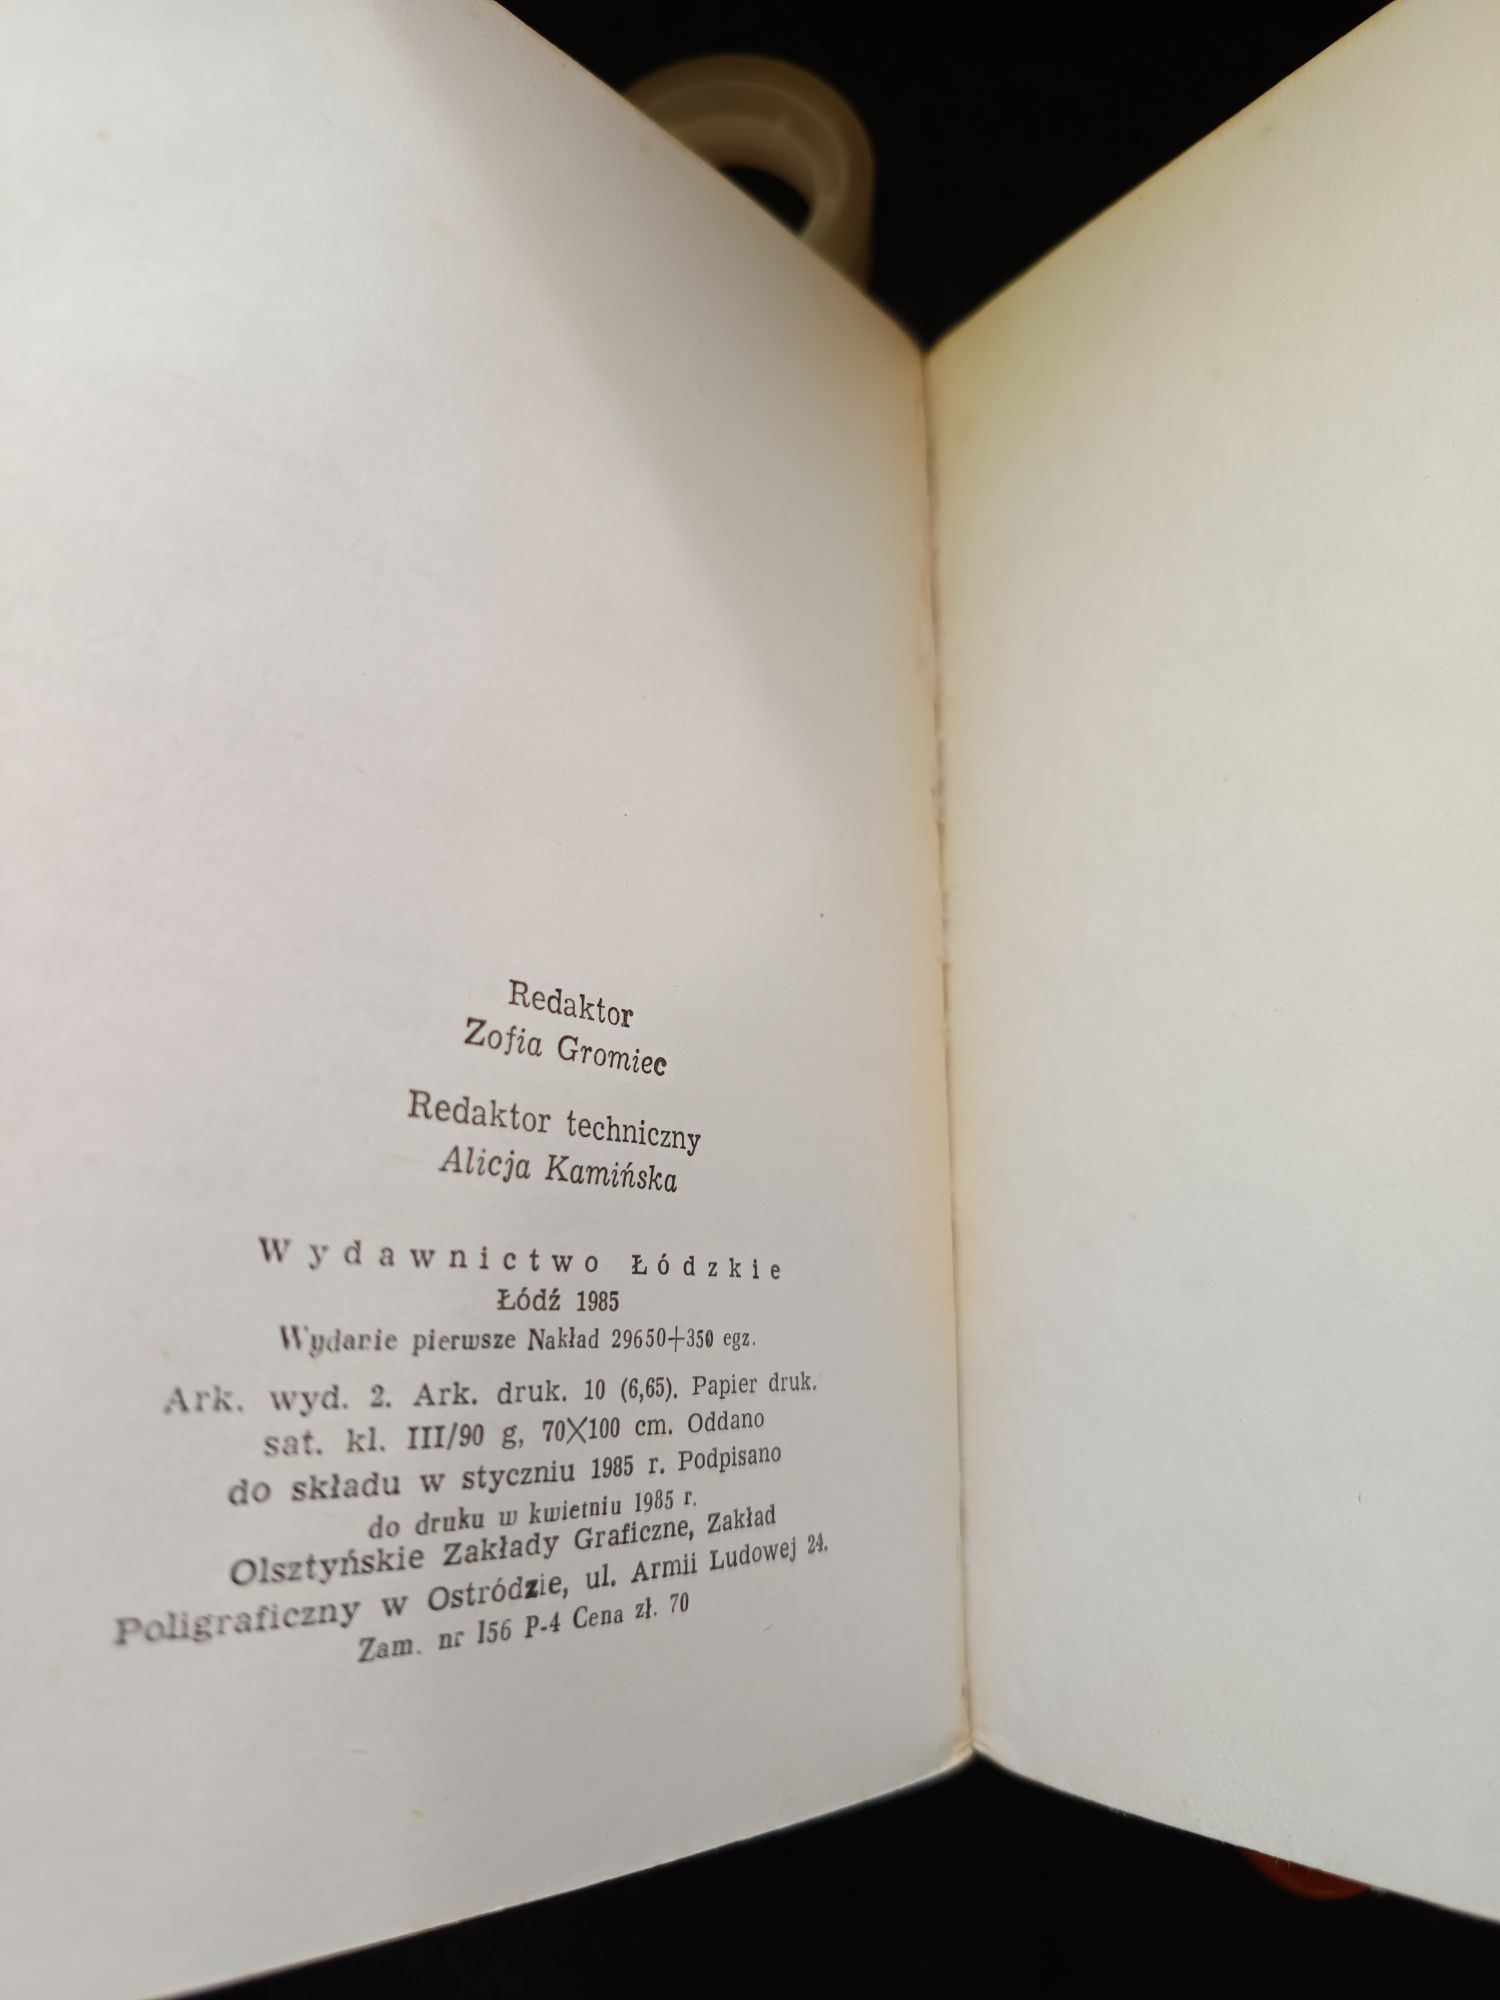 Redaktor
Zofia Gromiec
Redaktor techniczny
Alicja Kamińska
Wydawnictwo Łódzkie
Łódź 1985
Wydanie pierwsze Nakład 29650+350 egz.
Ark. wyd. 2. Ark. druk. 10 (6,65). Papier druk.
sat. kl. III/90 g, 70X100 cm. Oddano
do składu w styczniu 1985 r. Podpisano
do druku w kwietniu 1985 r.
Olsztyńskie Zakłady Graficzne, Zakład
Poligraficzny w Ostródzie, ul. Armii Ludowej 24.
Zam. nr 156 P-4 Cena zł. 70